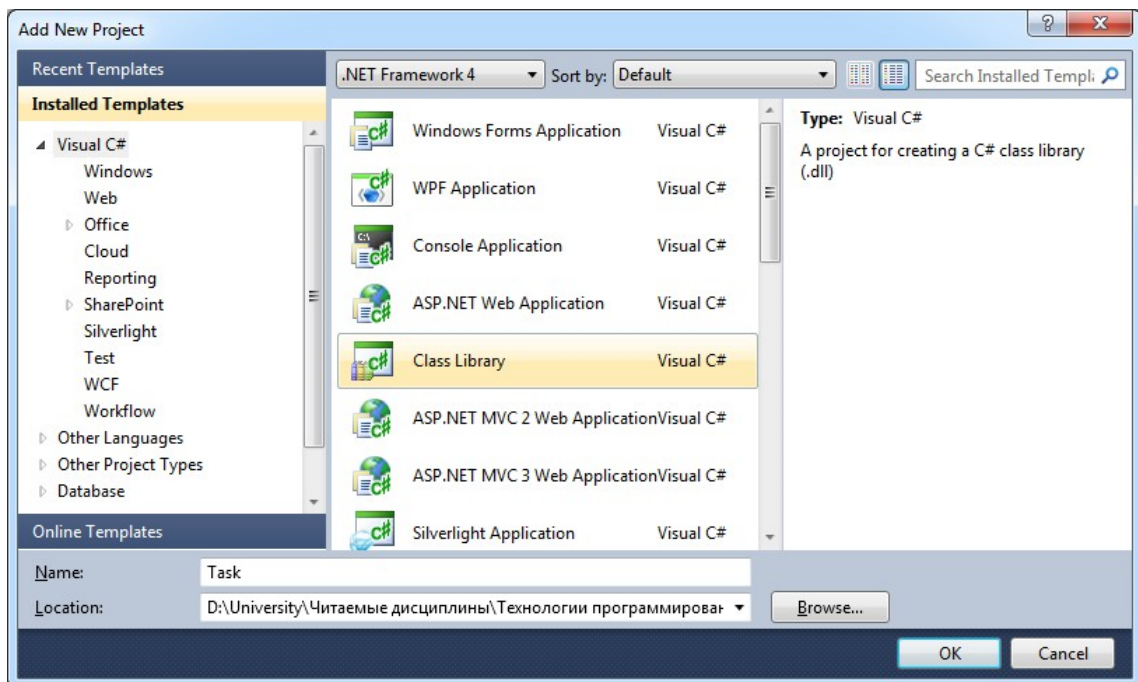 Add New Project
Recent Templates
Installed Templates
Visual C#
Windows
Web
Office
Cloud
Reporting
SharePoint
Silverlight
Test
WCF
Workflow
Other Languages
Other Project Types
Database
Online Templates
.NET Framework 4 Sort by: Default Search Installed
Windows Forms Application Visual C#
WPF Application Visual C#
Console Application Visual C#
ASP.NET Web Application Visual C#
Class Library Visual C#
ASP.NET MVC 2 Web Application Visual C#
ASP.NET MVC 3 Web Application Visual C#
Silverlight Application Visual C#
Type: Visual C#
A project for creating a C# class library
(.dll)
Name: Task
Location: D:\University\Читаемые дисциплины\Технологии программирован Browse...
OK Cancel